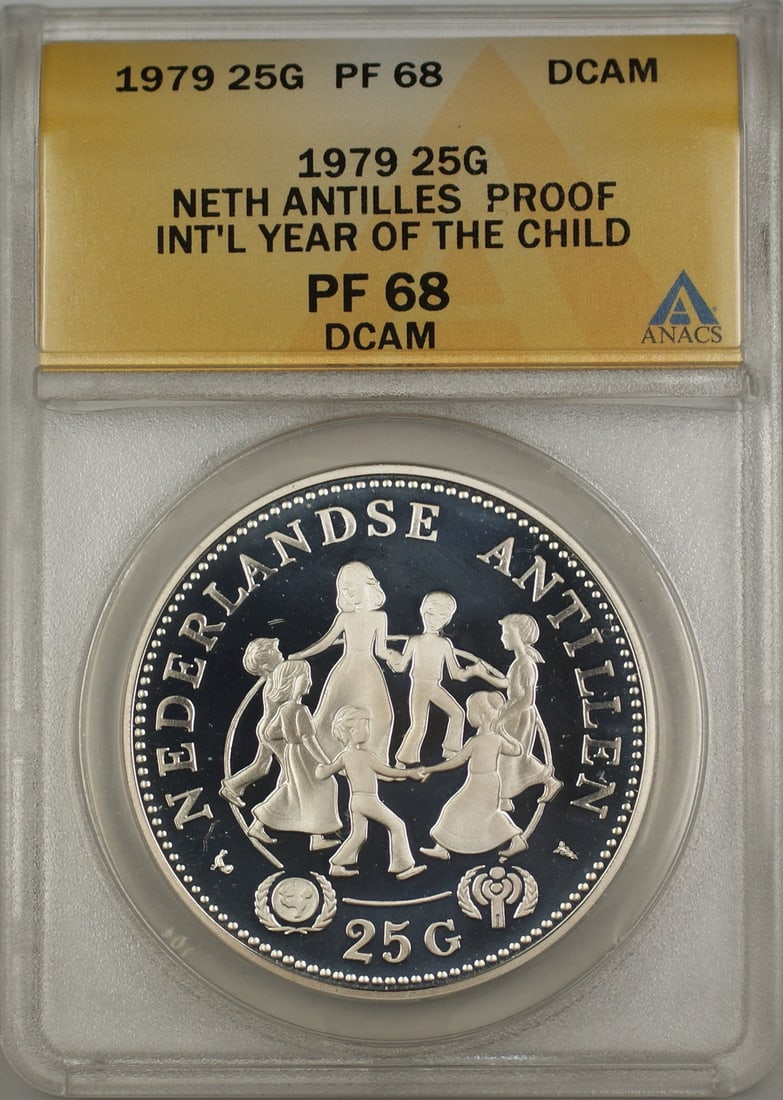 1979 25G PF 68 DCAM
1979 25G
NETH ANTILLES PROOF
INT'L YEAR OF THE CHILD
PF 68
DCAM
ANACS
NEDERLANDSE ANTILLEN
25G